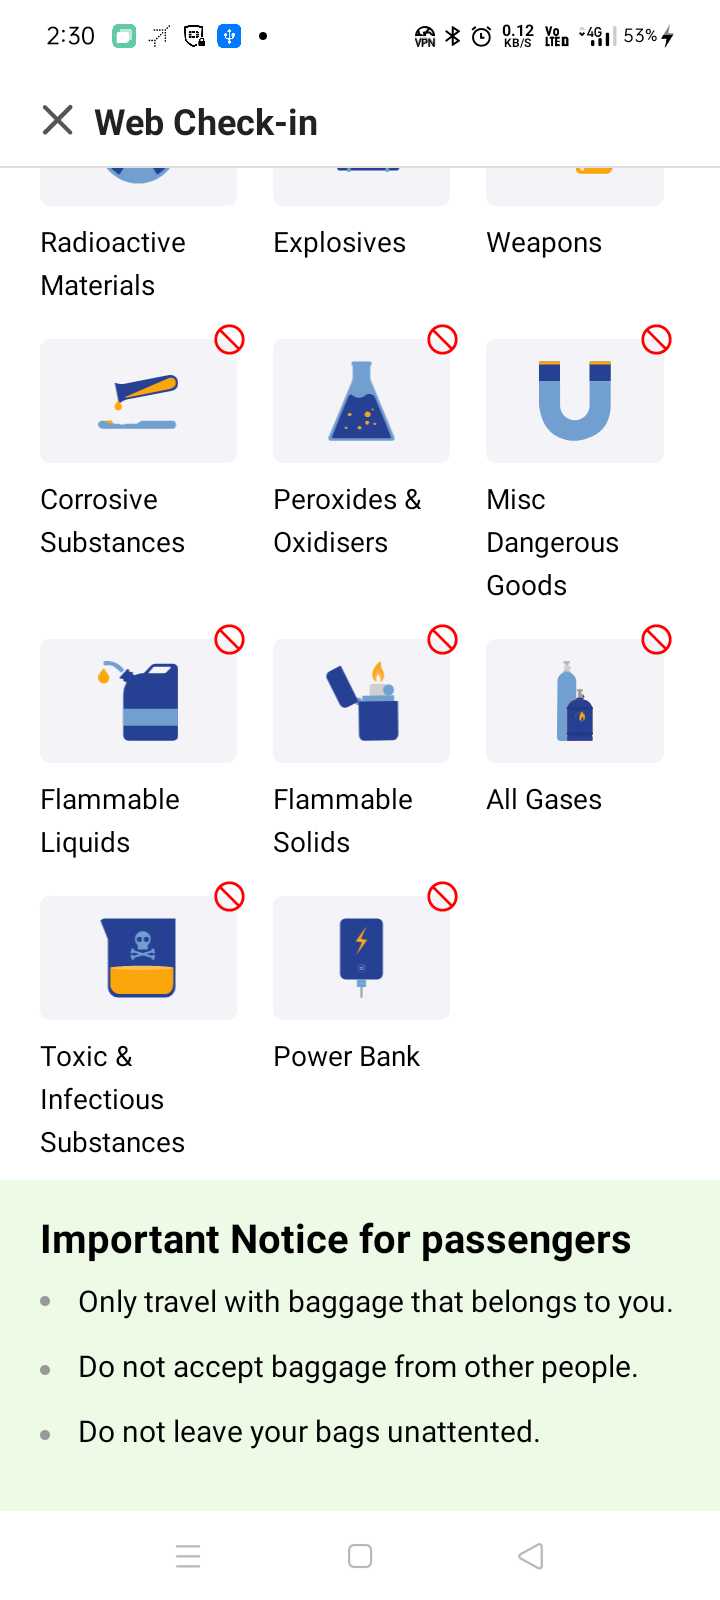 2:30 VPN 0.12 KB/S Vo LTE D 4G 53%
Web Check-in
Radioactive Materials
Explosives
Weapons
Corrosive
Substances
Peroxides &
Oxidisers
Misc
Dangerous
Goods
Flammable
Liquids
Flammable
Solids
All Gases
Toxic &
Infectious
Substances
Power Bank
Important Notice for passengers
Only travel with baggage that belongs to you.
Do not accept baggage from other people.
Do not leave your bags unattented.